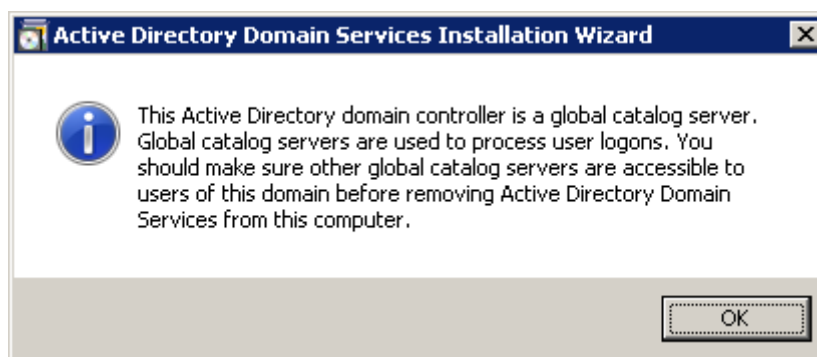 Active Directory Domain Services Installation Wizard
This Active Directory domain controller is a global catalog server.
Global catalog servers are used to process user logons. You
should make sure other global catalog servers are accessible to
users of this domain before removing Active Directory Domain
Services from this computer.
OK